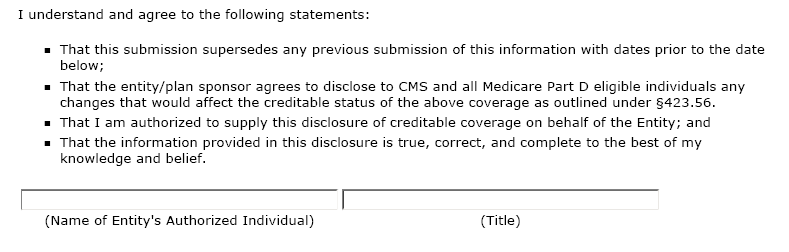 I understand and agree to the following statements:
▪ That this submission supersedes any previous submission of this information with dates prior to the date
below;
▪ That the entity/plan sponsor agrees to disclose to CMS and all Medicare Part D eligible individuals any
changes that would affect the creditable status of the above coverage as outlined under §423.56.
▪ That I am authorized to supply this disclosure of creditable coverage on behalf of the Entity; and
▪ That the information provided in this disclosure is true, correct, and complete to the best of my
knowledge and belief.
(Name of Entity's Authorized Individual) (Title)